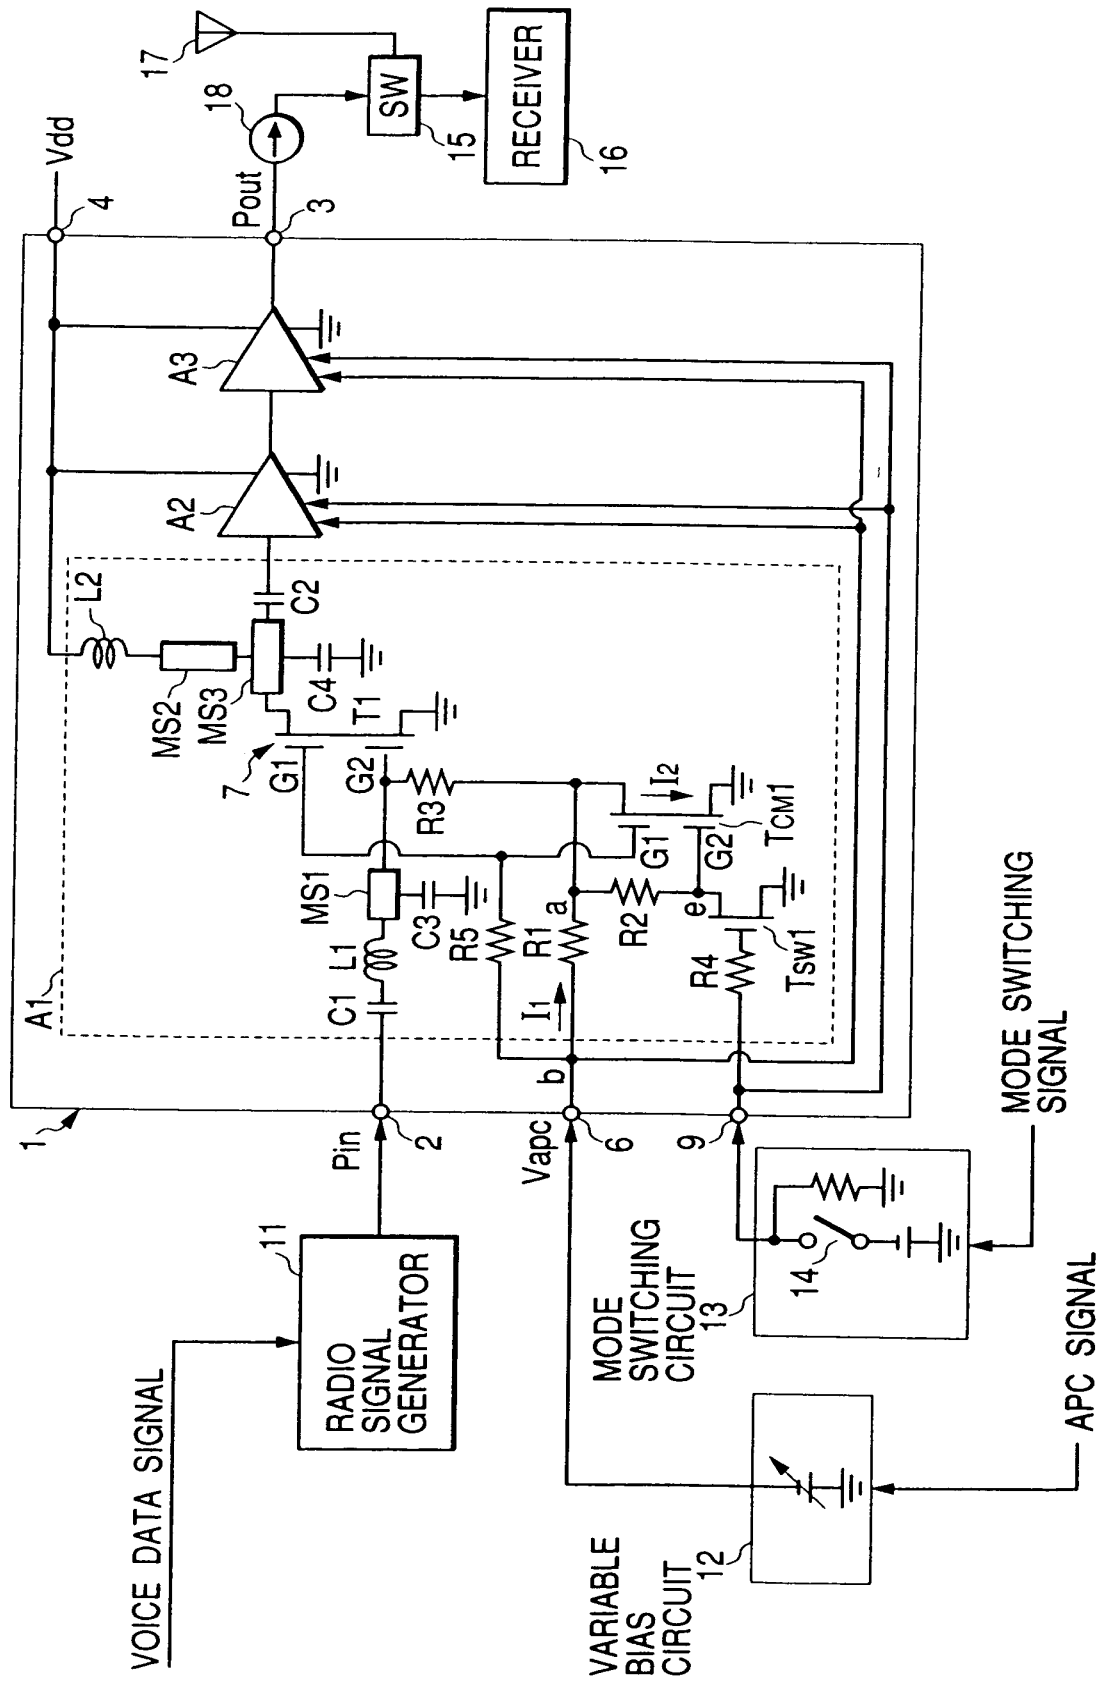 VOICE DATA SIGNAL
RADIO
SIGNAL
GENERATOR
11
Pin
2
1
A1
C1
L1
MS1
C3
7
G1
G2
T1
MS2
MS3
L2
C4
C2
A2
A3
Vdd
4
Pout
3
18
17
SW
15
RECEIVER
16
R3
R5
R1
I1
a
b
R2
e
R4
G1
G2
I2
TCM1
TSW1
Vapc
6
9
VARIABLE
BIAS
CIRCUIT
12
APC SIGNAL
MODE
SWITCHING
CIRCUIT
13
14
MODE SWITCHING
SIGNAL